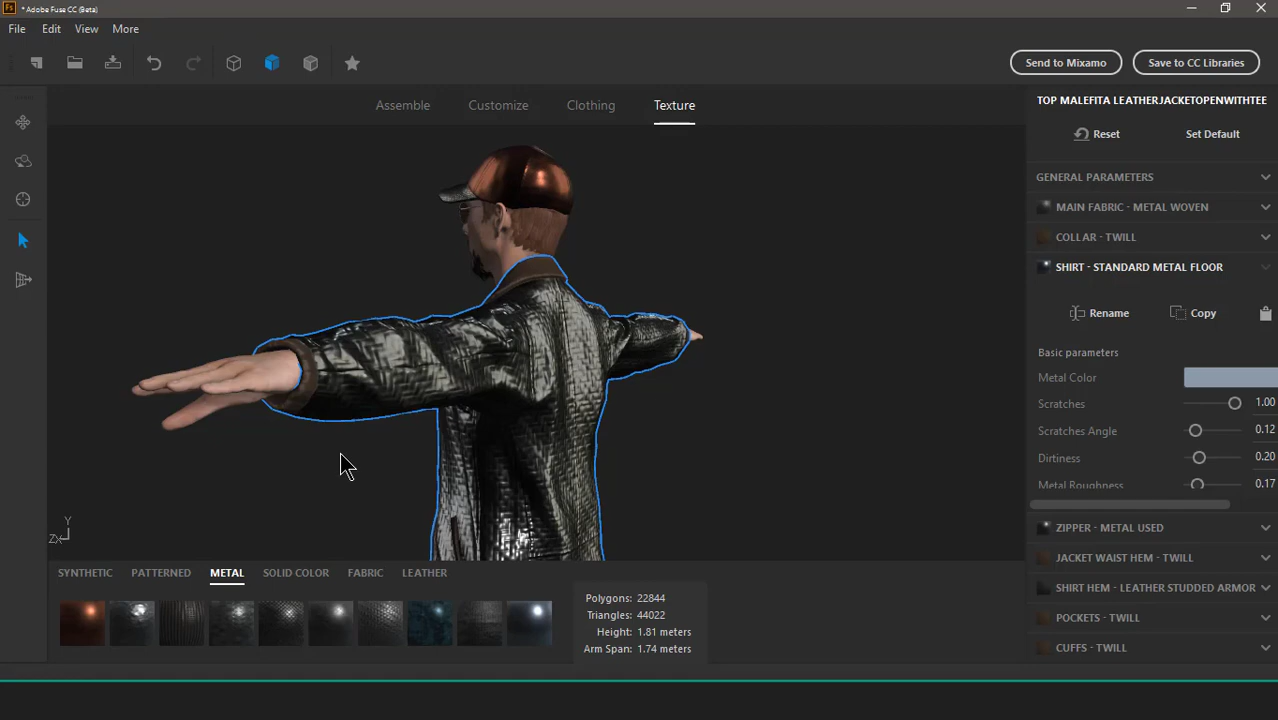 Fs * Adobe Fuse CC (Beta)
File Edit View More
Send to Mixamo Save to CC Libraries
Assemble Customize Clothing Texture
TOP MALEFITA LEATHERJACKETOPENWITHTEE
Reset Set Default
GENERAL PARAMETERS
MAIN FABRIC - METAL WOVEN
COLLAR - TWILL
SHIRT - STANDARD METAL FLOOR
Rename Copy
Basic parameters
Metal Color
Scratches 1.00
Scratches Angle 0.12
Dirtiness 0.20
Metal Roughness 0.17
ZIPPER - METAL USED
JACKET WAIST HEM - TWILL
SHIRT HEM - LEATHER STUDDED ARMOR
POCKETS - TWILL
CUFFS - TWILL
Y
ZX
SYNTHETIC PATTERNED METAL SOLID COLOR FABRIC LEATHER
Polygons: 22844
Triangles: 44022
Height: 1.81 meters
Arm Span: 1.74 meters